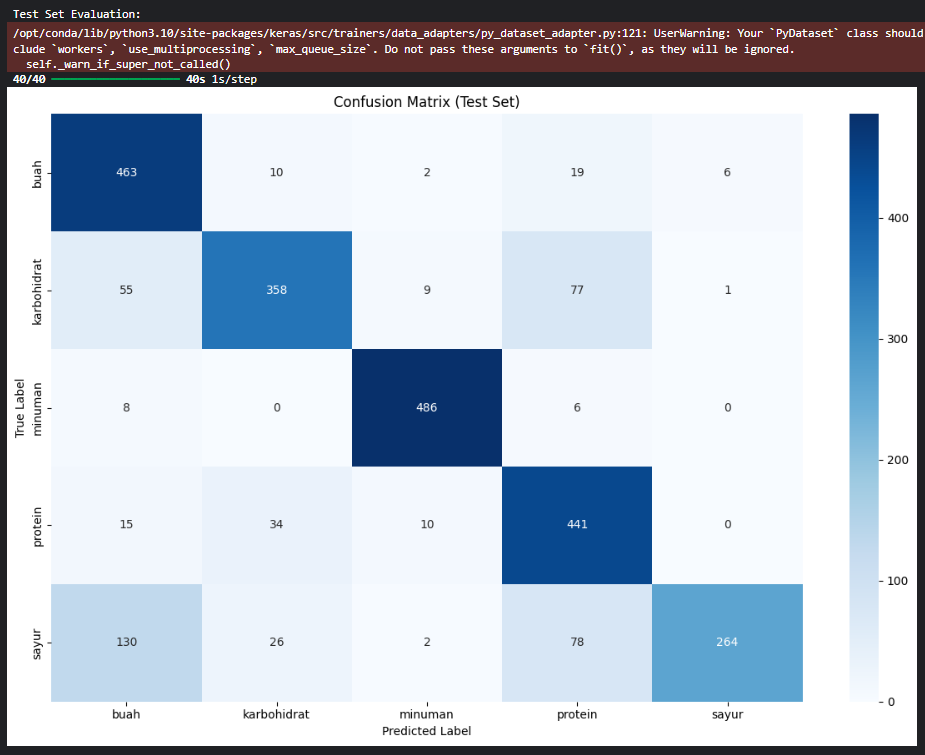 Test Set Evaluation:
/opt/conda/lib/python3.10/site-packages/keras/src/trainers/data_adapters/py_dataset_adapter.py:121: UserWarning: Your `PyDataset` class should
clude `workers`, `use_multiprocessing`, `max_queue_size`. Do not pass these arguments to `fit()`, as they will be ignored.
self._warn_if_super_not_called()
40/40 40s 1s/step
Confusion Matrix (Test Set)
buah 463 10 2 19 6
karbohidrat 55 358 9 77 1
minuman 8 0 486 6 0
protein 15 34 10 441 0
sayur 130 26 2 78 264
True Label
buah karbohidrat minuman protein sayur
Predicted Label
400
300
200
100
0